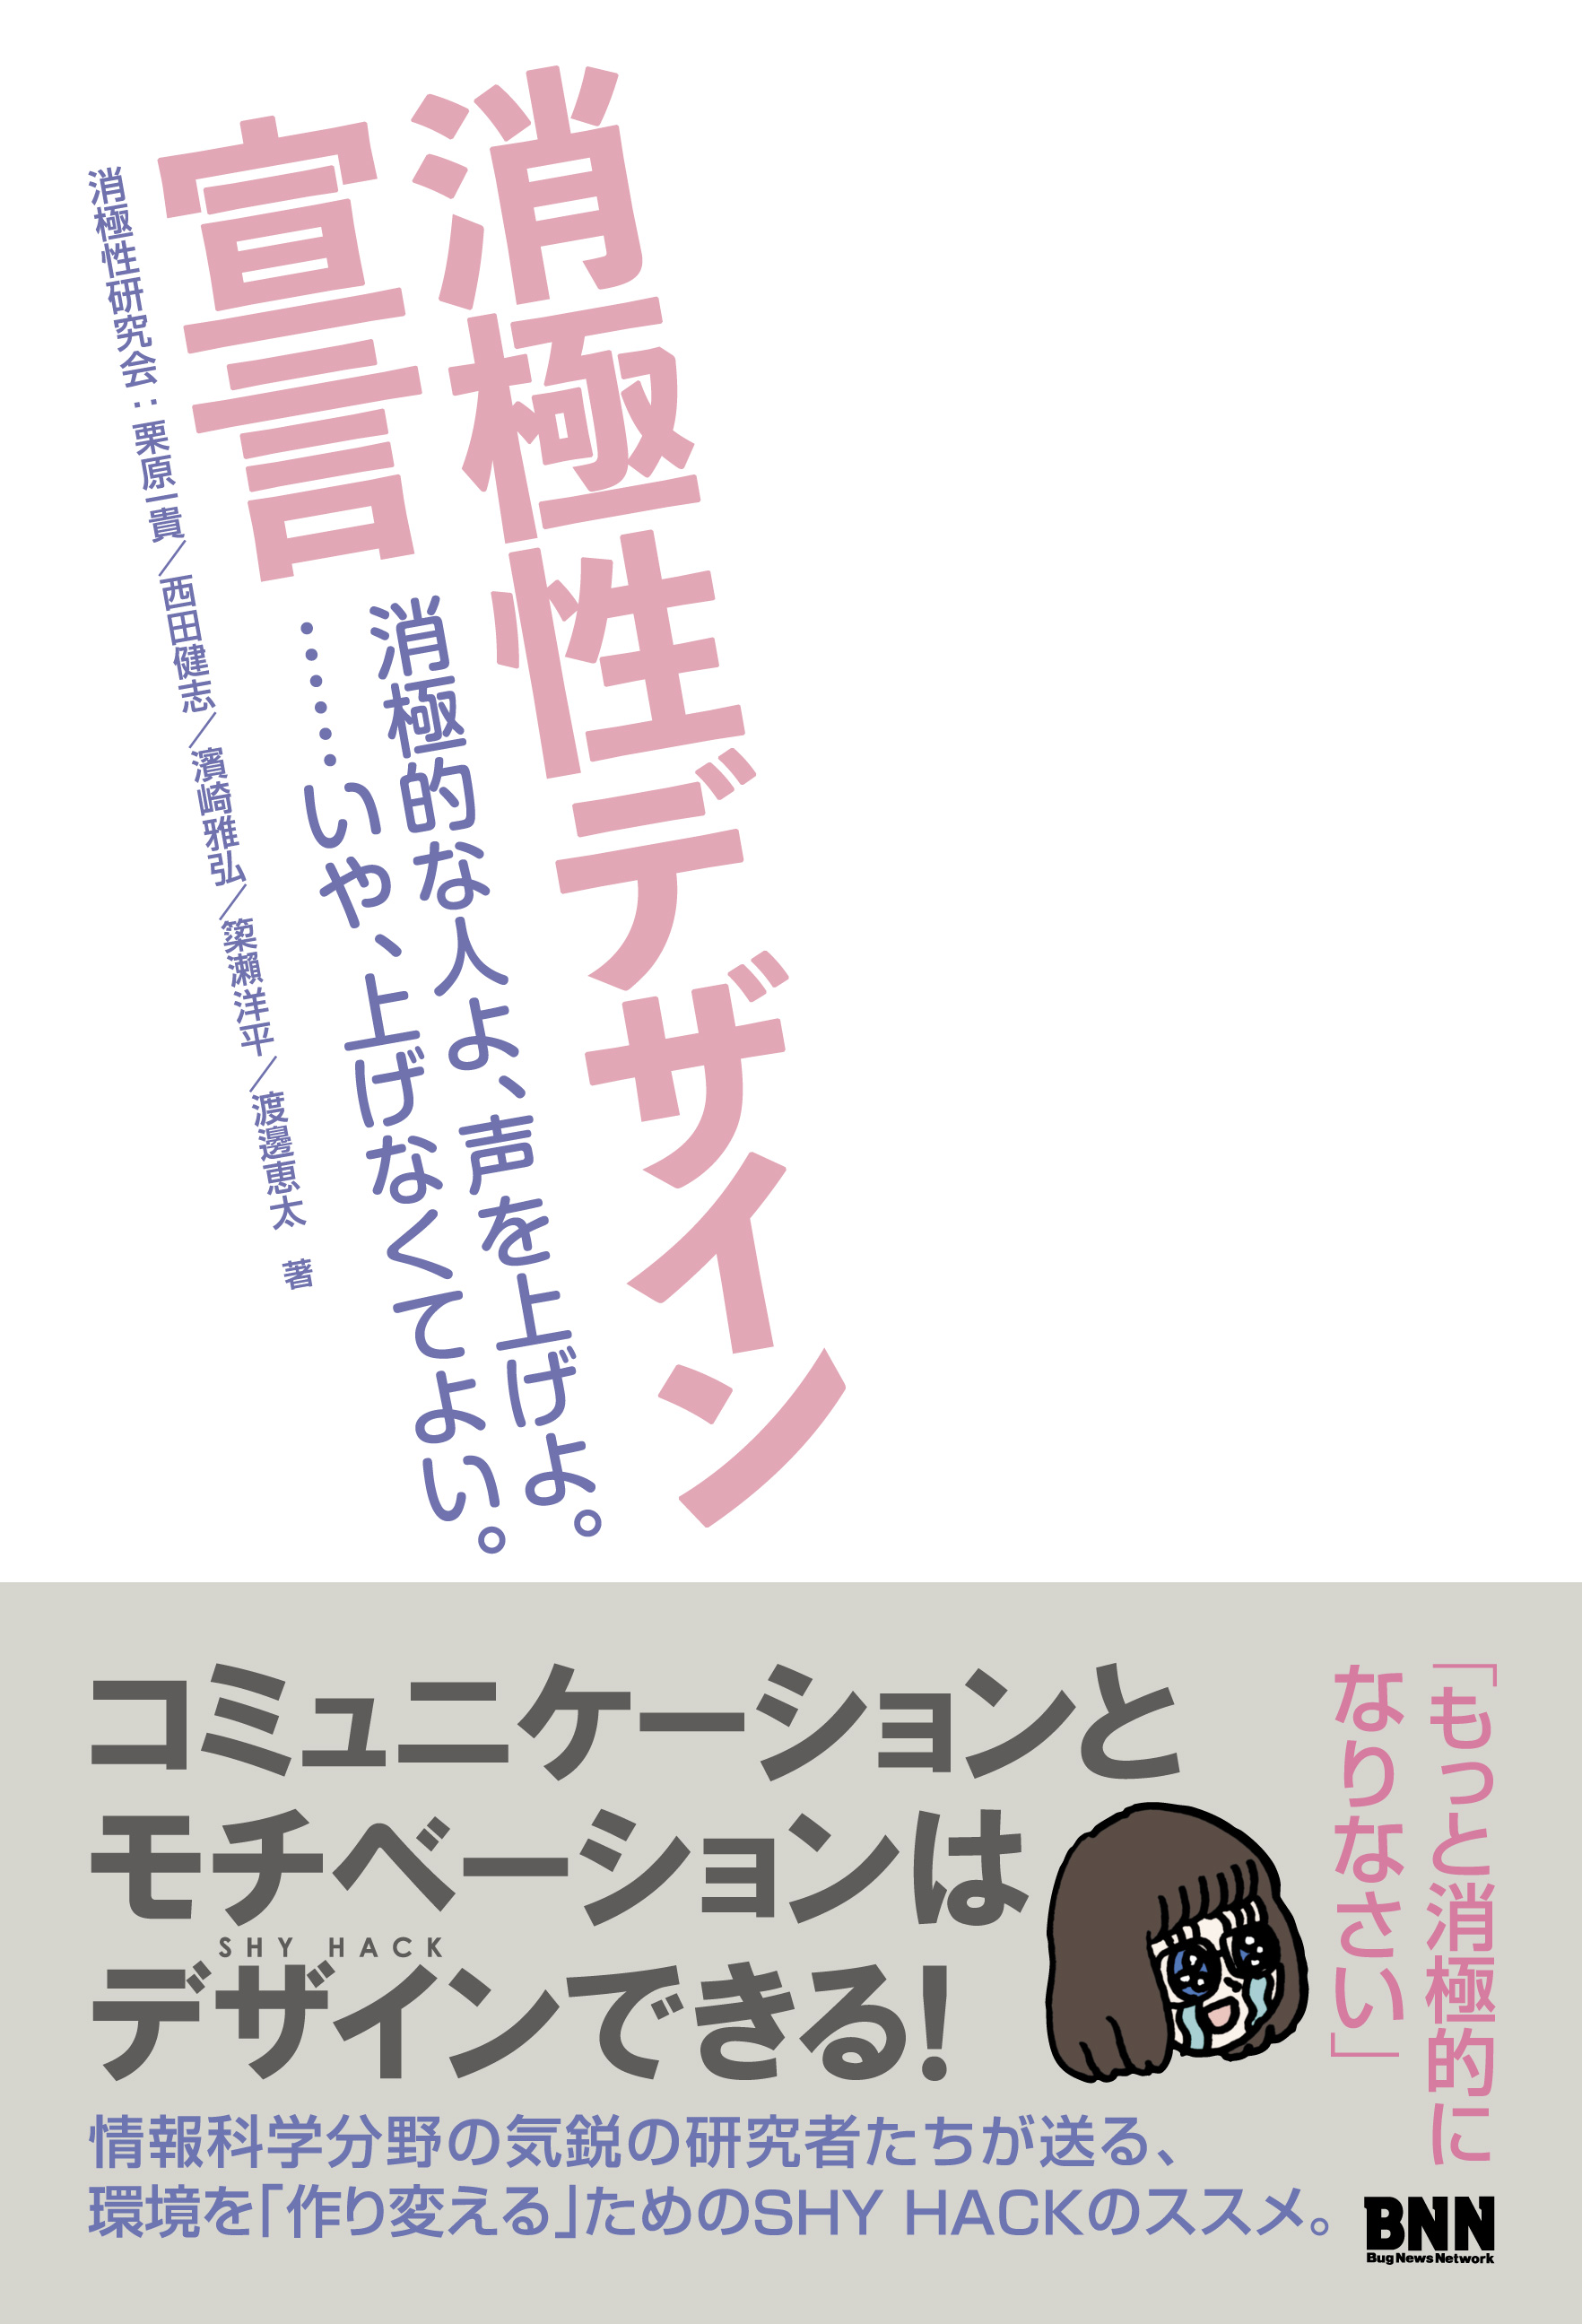 消極性デザイン
宣言
消極的な人よ、声を上げよ。
……いや、上げなくてよい。
消極性研究会：栗原一貴／西田健志／濱崎雅弘／簗瀬洋平／渡邊恵太 著
「もっと消極的に
なりなさい」
コミュニケーションと
モチベーションは
SHY HACK
デザインできる！
情報科学分野の気鋭の研究者たちが送る、
環境を「作り変える」ためのSHY HACKのススメ。
BNN
Bug News Network